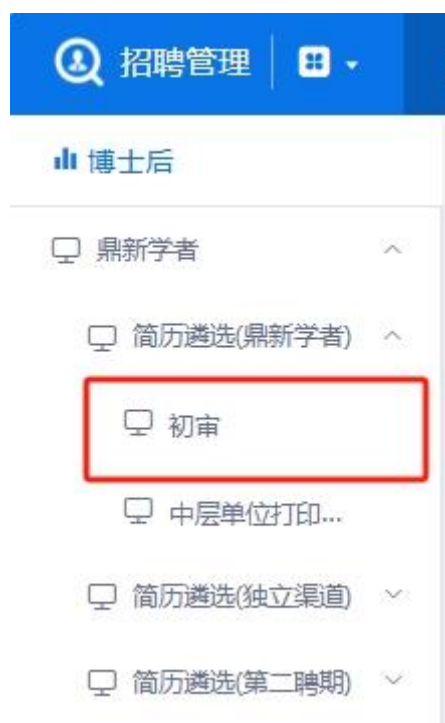 招聘管理
博士后
鼎新学者
简历遴选(鼎新学者)
初审
中层单位打印...
简历遴选(独立渠道)
简历遴选(第二聘期)